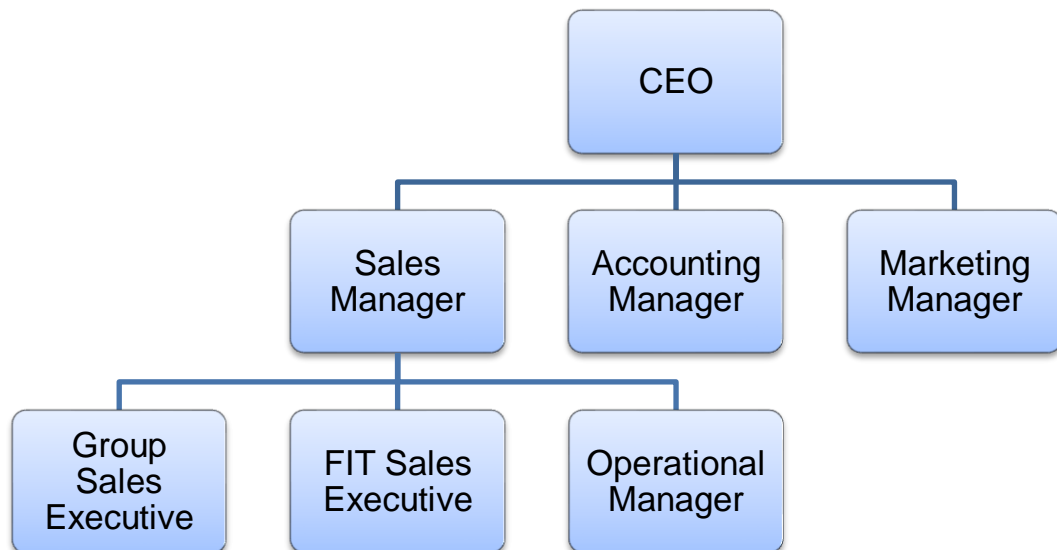 CEO
Sales
Manager
Accounting
Manager
Marketing
Manager
Group
Sales
Executive
FIT Sales
Executive
Operational
Manager